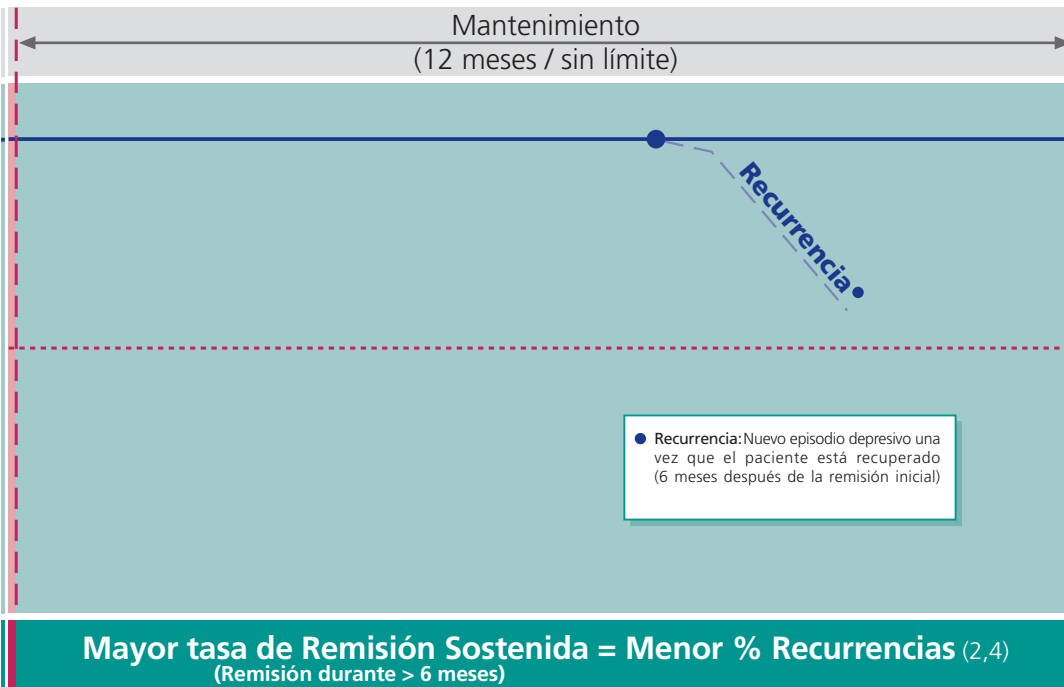 Mantenimiento
(12 meses / sin límite)
Recurrencia
Recurrencia: Nuevo episodio depresivo una
vez que el paciente está recuperado
(6 meses después de la remisión inicial)
Mayor tasa de Remisión Sostenida = Menor % Recurrencias (2,4)
(Remisión durante > 6 meses)